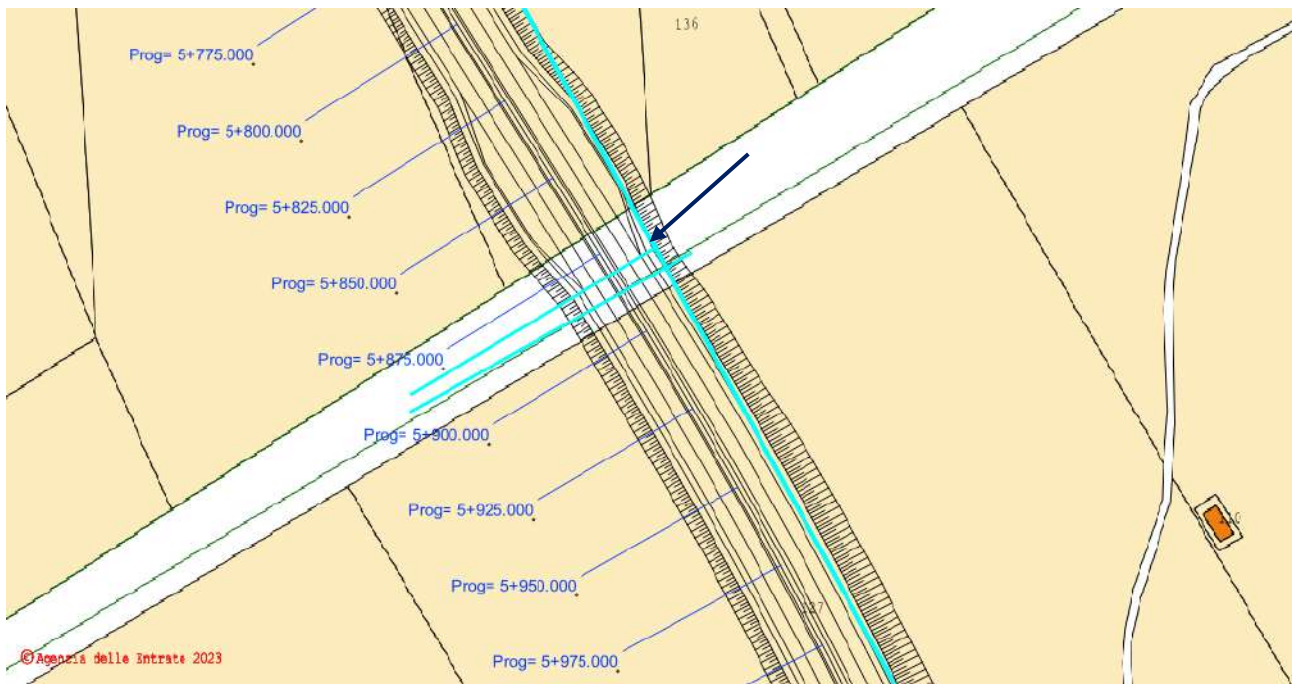 136
Prog= 5+775.000
Prog= 5+800.000
Prog= 5+825.000
Prog= 5+850.000
Prog= 5+875.000
Prog= 5+900.000
Prog= 5+925.000
Prog= 5+950.000
Prog= 5+975.000
©Agenzia delle Entrate 2023